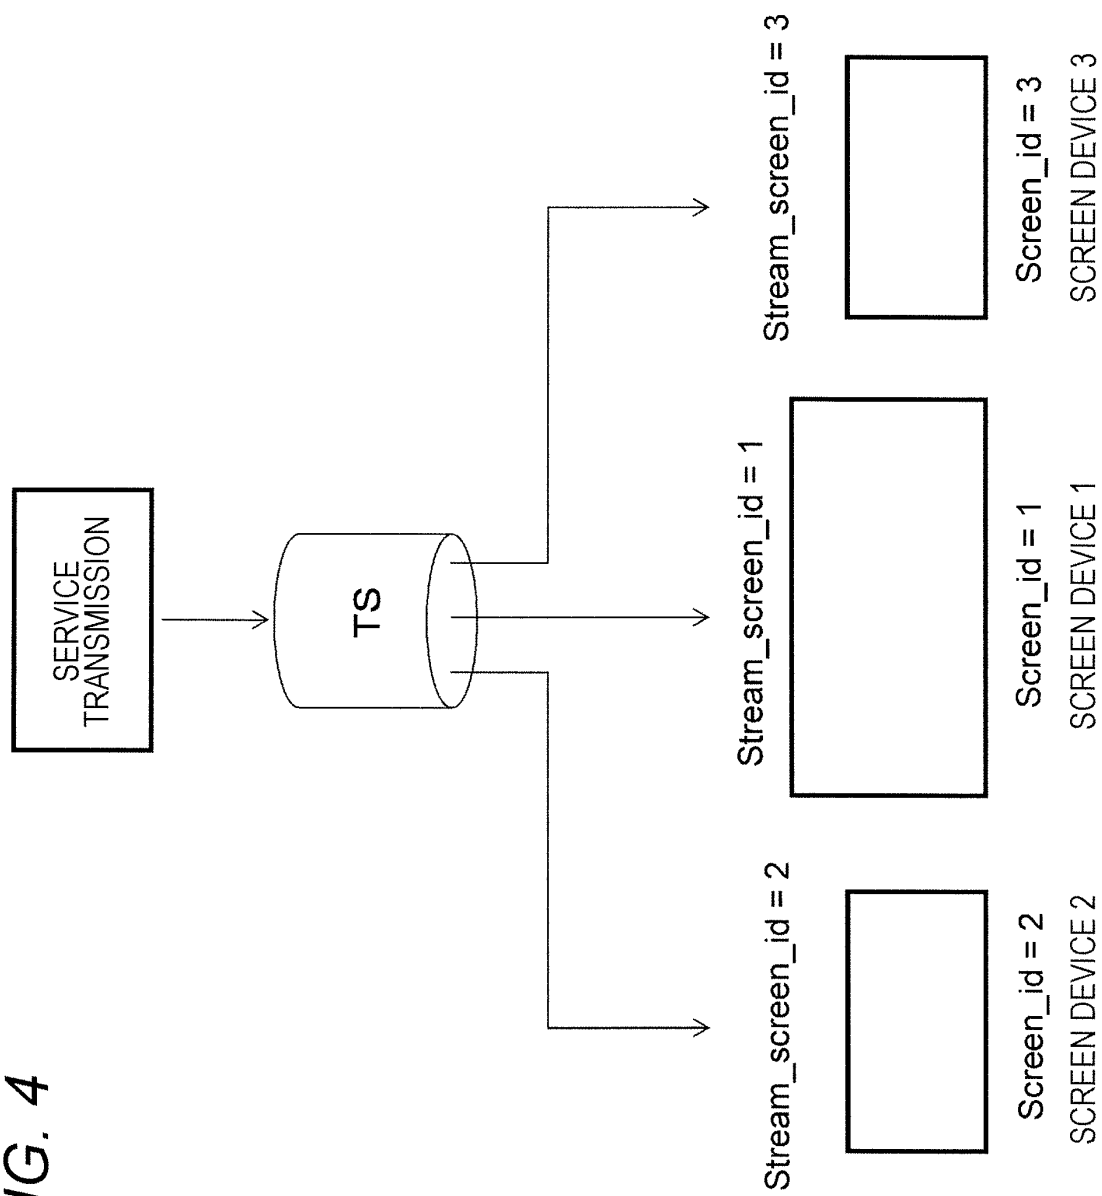 IG. 4
SERVICE
TRANSMISSION
TS
Stream_screen_id = 2
Stream_screen_id = 1
Stream_screen_id = 3
Screen_id = 2
Screen_id = 1
Screen_id = 3
SCREEN DEVICE 2
SCREEN DEVICE 1
SCREEN DEVICE 3